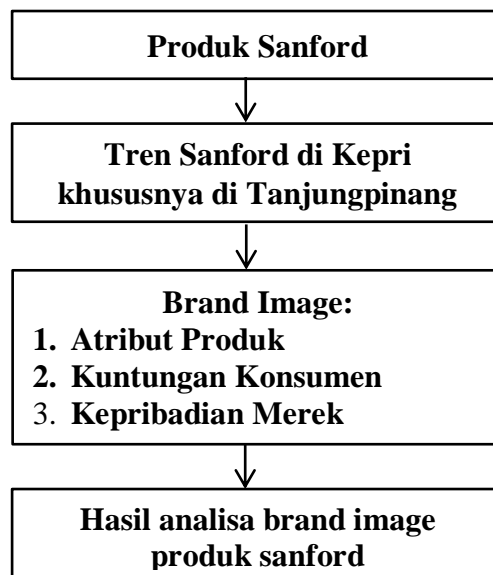 Produk Sanford
Tren Sanford di Kepri
khususnya di Tanjungpinang
Brand Image:
1. Atribut Produk
2. Kuntungan Konsumen
3. Kepribadian Merek
Hasil analisa brand image
produk sanford